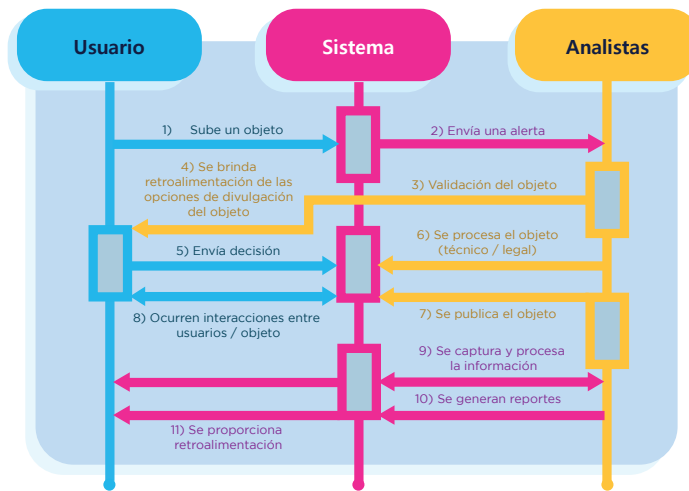 Usuario
Sistema
Analistas
1) Sube un objeto
2) Envía una alerta
4) Se brinda
retroalimentación de las
opciones de divulgación
del objeto
3) Validación del objeto
5) Envía decisión
6) Se procesa el objeto
(técnico / legal)
8) Ocurren interacciones entre
usuarios / objeto
7) Se publica el objeto
9) Se captura y procesa
la información
10) Se generan reportes
11) Se proporciona
retroalimentación